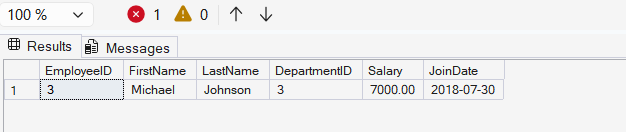 100 % 1 0
Results Messages
EmployeeID FirstName LastName DepartmentID Salary JoinDate
1 3 Michael Johnson 3 7000.00 2018-07-30